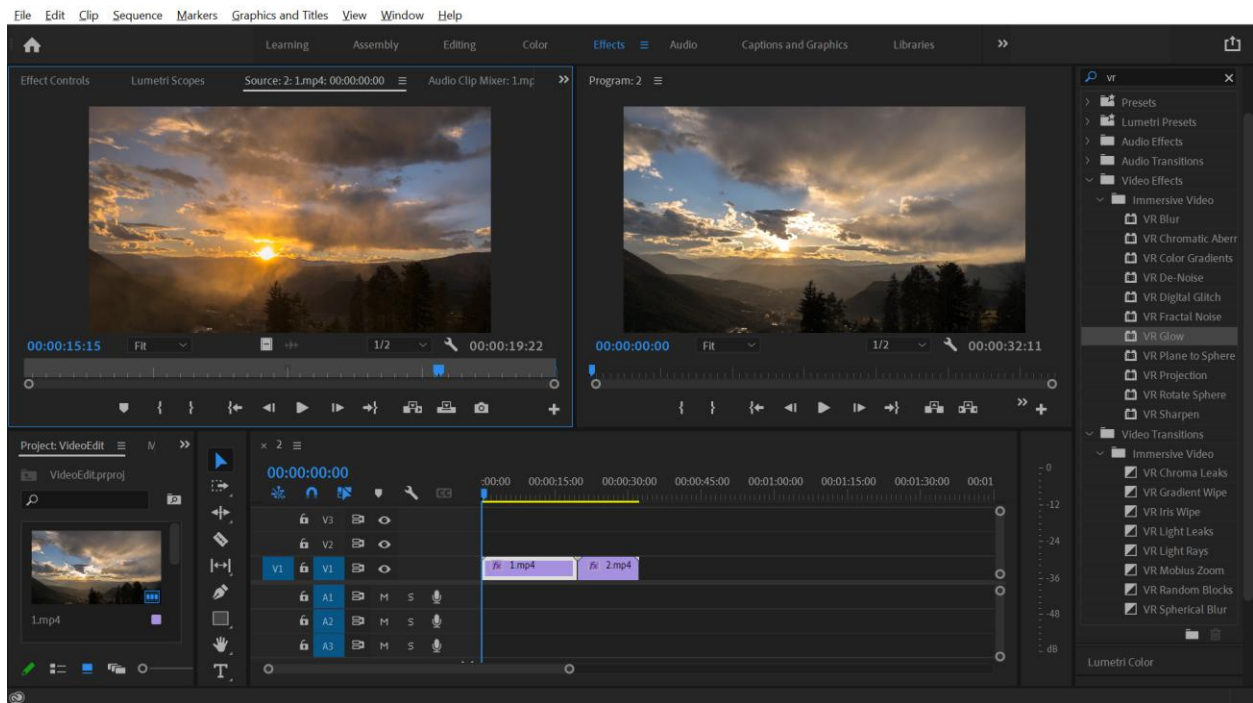 File Edit Clip Sequence Markers Graphics and Titles View Window Help
Learning Assembly Editing Color Effects Audio Captions and Graphics Libraries
Effect Controls Lumetri Scopes Source: 2: 1.mp4: 00:00:00:00 Audio Clip Mixer: 1.mp
Program: 2
00:00:15:15 Fit 1/2 00:00:19:22
00:00:00:00 Fit 1/2 00:00:32:11
vr
Presets
Lumetri Presets
Audio Effects
Audio Transitions
Video Effects
Immersive Video
VR Blur
VR Chromatic Aberr
VR Color Gradients
VR De-Noise
VR Digital Glitch
VR Fractal Noise
VR Glow
VR Plane to Sphere
VR Projection
VR Rotate Sphere
VR Sharpen
Video Transitions
Immersive Video
VR Chroma Leaks
VR Gradient Wipe
VR Iris Wipe
VR Light Leaks
VR Light Rays
VR Mobius Zoom
VR Random Blocks
VR Spherical Blur
Lumetri Color
Project: VideoEdit
VideoEdit.prproj
1.mp4
T
2
00:00:00:00
CC
:00:00 00:00:15:00 00:00:30:00 00:00:45:00 00:01:00:00 00:01:15:00 00:01:30:00 00:01
V3
V2
V1 V1 fx 1.mp4 fx 2.mp4
A1 M S
A2 M S
A3 M S
0
-12
-24
-36
-48
dB